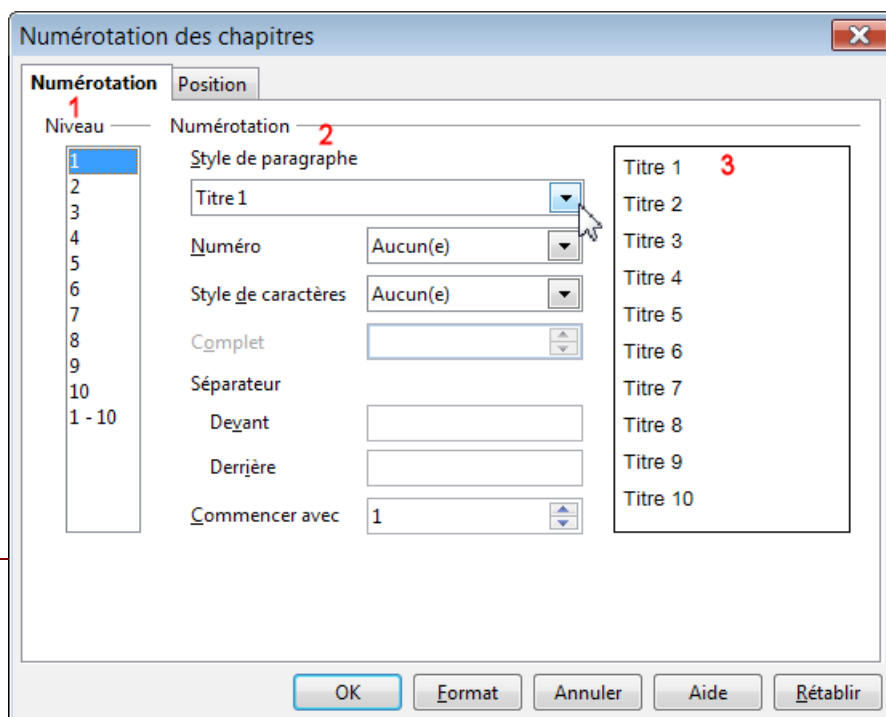 Numérotation des chapitres
Numérotation Position
1
Niveau Numérotation 2
Style de paragraphe
Titre 1
Numéro Aucun(e)
Style de caractères Aucun(e)
Complet
Séparateur
Devant
Derrière
Commencer avec 1
1
2
3
4
5
6
7
8
9
10
1 - 10
Titre 1 3
Titre 2
Titre 3
Titre 4
Titre 5
Titre 6
Titre 7
Titre 8
Titre 9
Titre 10
OK Format Annuler Aide Rétablir